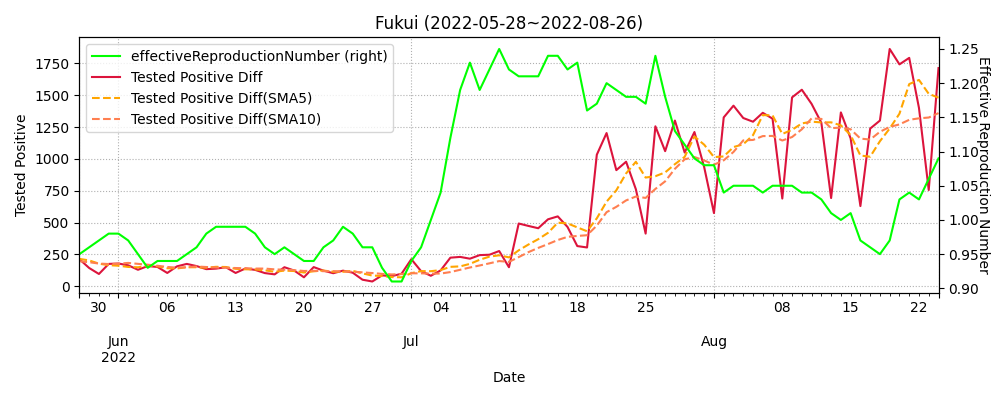 Fukui (2022-05-28~2022-08-26)
effectiveReproductionNumber (right)
Tested Positive Diff
Tested Positive Diff(SMA5)
Tested Positive Diff(SMA10)
Tested Positive
1750
1500
1250
1000
750
500
250
0
Effective Reproduction Number
1.25
1.20
1.15
1.10
1.05
1.00
0.95
0.90
30 06 13 20 27 04 11 18 25 08 15 22
Jun Jul Aug
2022
Date